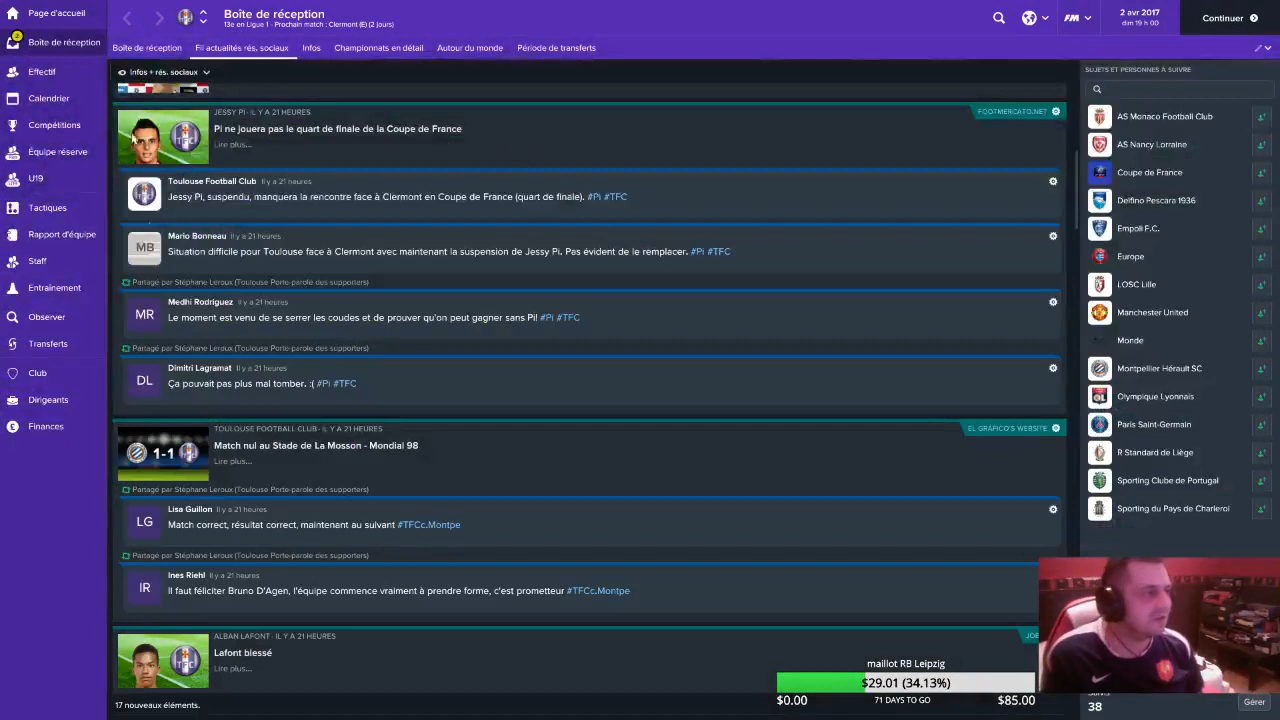 Page d'accueil
2
Boîte de réception
Effectif
Calendrier
Compétitions
Équipe réserve
U19
Tactiques
Rapport d'équipe
Staff
Entraînement
Observer
Transferts
Club
Dirigeants
Finances
Boîte de réception
13e en Ligue 1 - Prochain match : Clermont (E) (2 jours)
FM
2 avr 2017
dim 19 h 00
Continuer
Boîte de réception
Fil actualités rés. sociaux
Infos
Championnats en détail
Autour du monde
Période de transferts
Infos + rés. sociaux
JESSY PI - IL Y A 21 HEURES
FOOTMERCATO.NET
Pi ne jouera pas le quart de finale de la Coupe de France
Lire plus...
TFC
Toulouse Football Club Il y a 21 heures
Jessy Pi, suspendu, manquera la rencontre face à Clermont en Coupe de France (quart de finale). #Pi #TFC
MB
Mario Bonneau Il y a 21 heures
Situation difficile pour Toulouse face à Clermont avec maintenant la suspension de Jessy Pi. Pas évident de le remplacer. #Pi #TFC
Partagé par Stéphane Leroux (Toulouse Porte-parole des supporters)
MR
Medhi Rodríguez Il y a 21 heures
Le moment est venu de se serrer les coudes et de prouver qu'on peut gagner sans Pi! #Pi #TFC
Partagé par Stéphane Leroux (Toulouse Porte-parole des supporters)
DL
Dimitri Lagramat Il y a 21 heures
Ça pouvait pas plus mal tomber. :( #Pi #TFC
TOULOUSE FOOTBALL CLUB - IL Y A 21 HEURES
EL GRÁFICO'S WEBSITE
Match nul au Stade de La Mosson - Mondial 98
1-1
Lire plus...
Partagé par Stéphane Leroux (Toulouse Porte-parole des supporters)
LG
Lisa Guillon Il y a 21 heures
Match correct, résultat correct, maintenant au suivant #TFCc.Montpe
Partagé par Stéphane Leroux (Toulouse Porte-parole des supporters)
IR
Ines Riehl Il y a 21 heures
Il faut féliciter Bruno D'Agen, l'équipe commence vraiment à prendre forme, c'est prometteur #TFCc.Montpe
ALBAN LAFONT - IL Y A 21 HEURES
JOE
Lafont blessé
Lire plus...
TFC
17 nouveaux éléments.
SUJETS ET PERSONNES À SUIVRE
AS Monaco Football Club
AS Nancy Lorraine
Coupe de France
Delfino Pescara 1936
Empoli F.C.
Europe
LOSC Lille
Manchester United
Monde
Montpellier Hérault SC
Olympique Lyonnais
Paris Saint-Germain
R Standard de Liège
Sporting Clube de Portugal
Sporting du Pays de Charleroi
maillot RB Leipzig
$29.01 (34.13%)
$0.00
71 DAYS TO GO
$85.00
38
Gérer